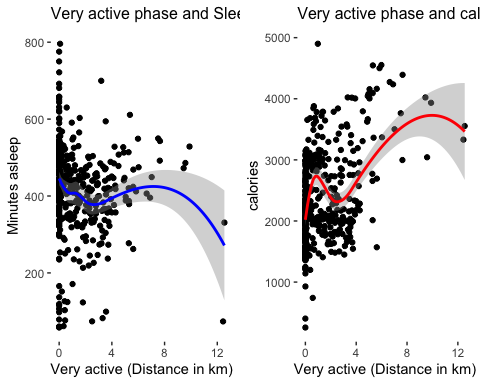 Very active phase and Slee
Minutes asleep
800
600
400
200
0 4 8 12
Very active (Distance in km)
Very active phase and cal
calories
5000
4000
3000
2000
1000
0 4 8 12
Very active (Distance in km)